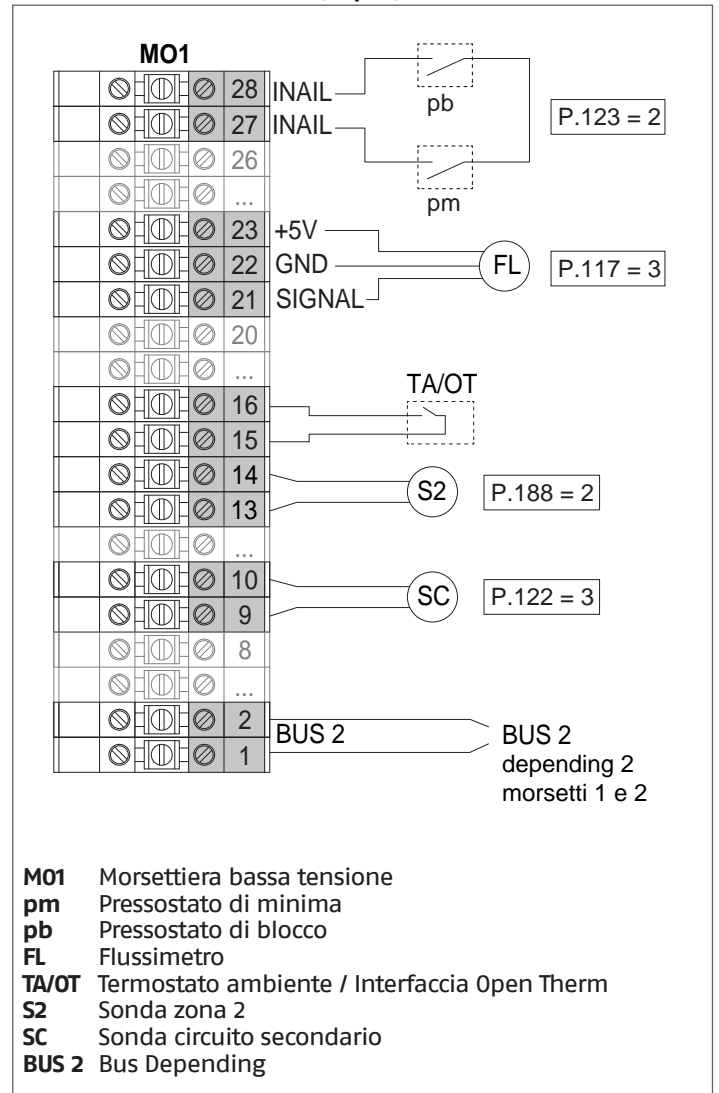 MO1
28 INAIL
pb
27 INAIL
P.123 = 2
26
pm
...
23 +5V
22 GND
FL
P.117 = 3
21 SIGNAL
20
...
TA/OT
16
15
14
S2
P.188 = 2
13
...
10
SC
P.122 = 3
9
8
...
2
BUS 2
BUS 2
1
depending 2
morsetti 1 e 2
MO1 Morsettiera bassa tensione
pm Pressostato di minima
pb Pressostato di blocco
FL Flussimetro
TA/OT Termostato ambiente / Interfaccia Open Therm
S2 Sonda zona 2
SC Sonda circuito secondario
BUS 2 Bus Depending